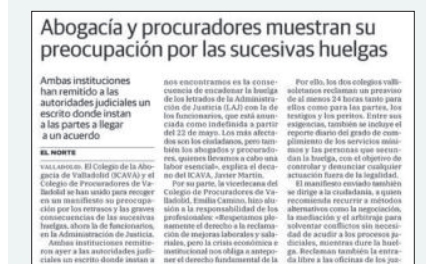 Abogacía y procuradores muestran su
preocupación por las sucesivas huelgas
Ambas instituciones
han remitido a las
autoridades judiciales un
escrito donde instan
a las partes a llegar
a un acuerdo
EL NORTE
VALLADOLID. El Colegio de la Abo-
gacía de Valladolid (ICAVA) y el
Colegio de Procuradores de Va-
lladolid se han unido para recoger
en un manifiesto su preocupa-
ción por los retrasos y las graves
consecuencias de las sucesivas
huelgas, ahora la de funcionarios,
en la Administración de Justicia.
Ambas instituciones remitie-
ron ayer a las autoridades judi-
ciales un escrito donde instan a
nos encontramos es la conse-
cuencia de encadenar la huelga
de los letrados de la Administra-
ción de Justicia (LAJ) con la de
los funcionarios, que está anun-
ciada como indefinida a partir
del 22 de mayo. Los más afecta-
dos son los ciudadanos, pero tam-
bién los abogados y procurado-
res, quienes llevamos a cabo una
labor esencial», explica el deca-
no del ICAVA, Javier Martín.
Por su parte, la vicedecana del
Colegio de Procuradores de Va-
lladolid, Emilia Camino, hizo alu-
sión a la responsabilidad de los
profesionales: «Respetamos ple-
namente el derecho a la reclama-
ción de mejoras laborales y sala-
riales, pero la crisis económica e
institucional nos obliga a antepo-
ner el derecho fundamental de la
Por ello, los dos colegios valli-
soletanos reclaman un preaviso
de al menos 24 horas tanto para
ellos como para las partes, los
testigos y los peritos. Entre sus
exigencias, también se incluye el
reporte diario del grado de cum-
plimiento de los servicios míni-
mos y las personas que secun-
dan la huelga, con el objetivo de
controlar y denunciar cualquier
actuación fuera de la legalidad.
El manifiesto enviado también
se dirige a la ciudadanía, a quien
recomienda recurrir a métodos
alternativos como la negociación,
la mediación y el arbitraje para
solventar conflictos sin necesi-
dad de acudir a los procesos ju-
diciales, mientras dure la huel-
ga. Reclaman también la entra-
da libre a las oficinas de los juz-